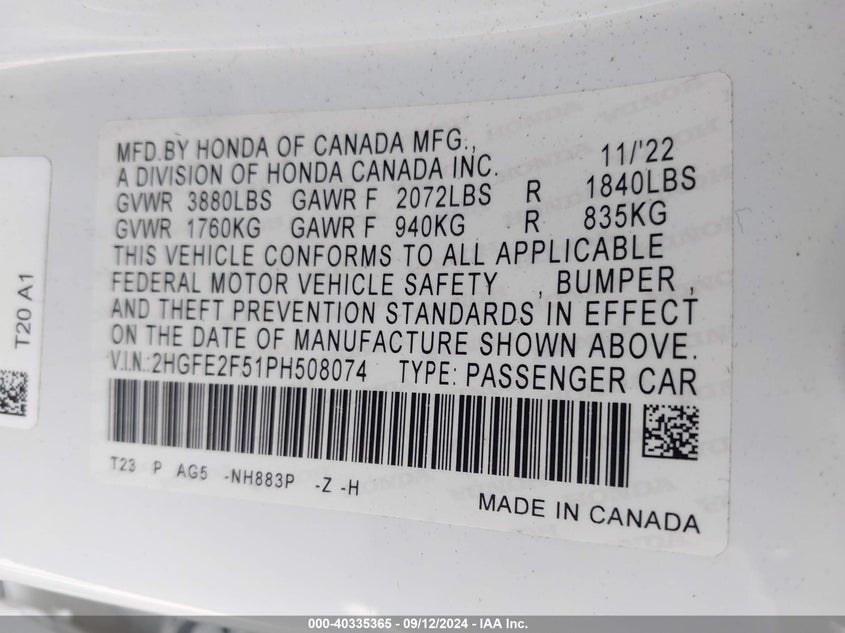 MFD.BY HONDA OF CANADA MFG., 11/'22
A DIVISION OF HONDA CANADA INC.
GVWR 3880LBS GAWR F 2072LBS R 1840LBS
GVWR 1760KG GAWR F 940KG R 835KG
THIS VEHICLE CONFORMS TO ALL APPLICABLE
FEDERAL MOTOR VEHICLE SAFETY , BUMPER ,
AND THEFT PREVENTION STANDARDS IN EFFECT
ON THE DATE OF MANUFACTURE SHOWN ABOVE.
V.I.N.:2HGFE2F51PH508074 TYPE: PASSENGER CAR
T23 P AG5 -NH883P -Z -H
MADE IN CANADA
T20 A1
000-40335365 - 09/12/2024 - IAA Inc.